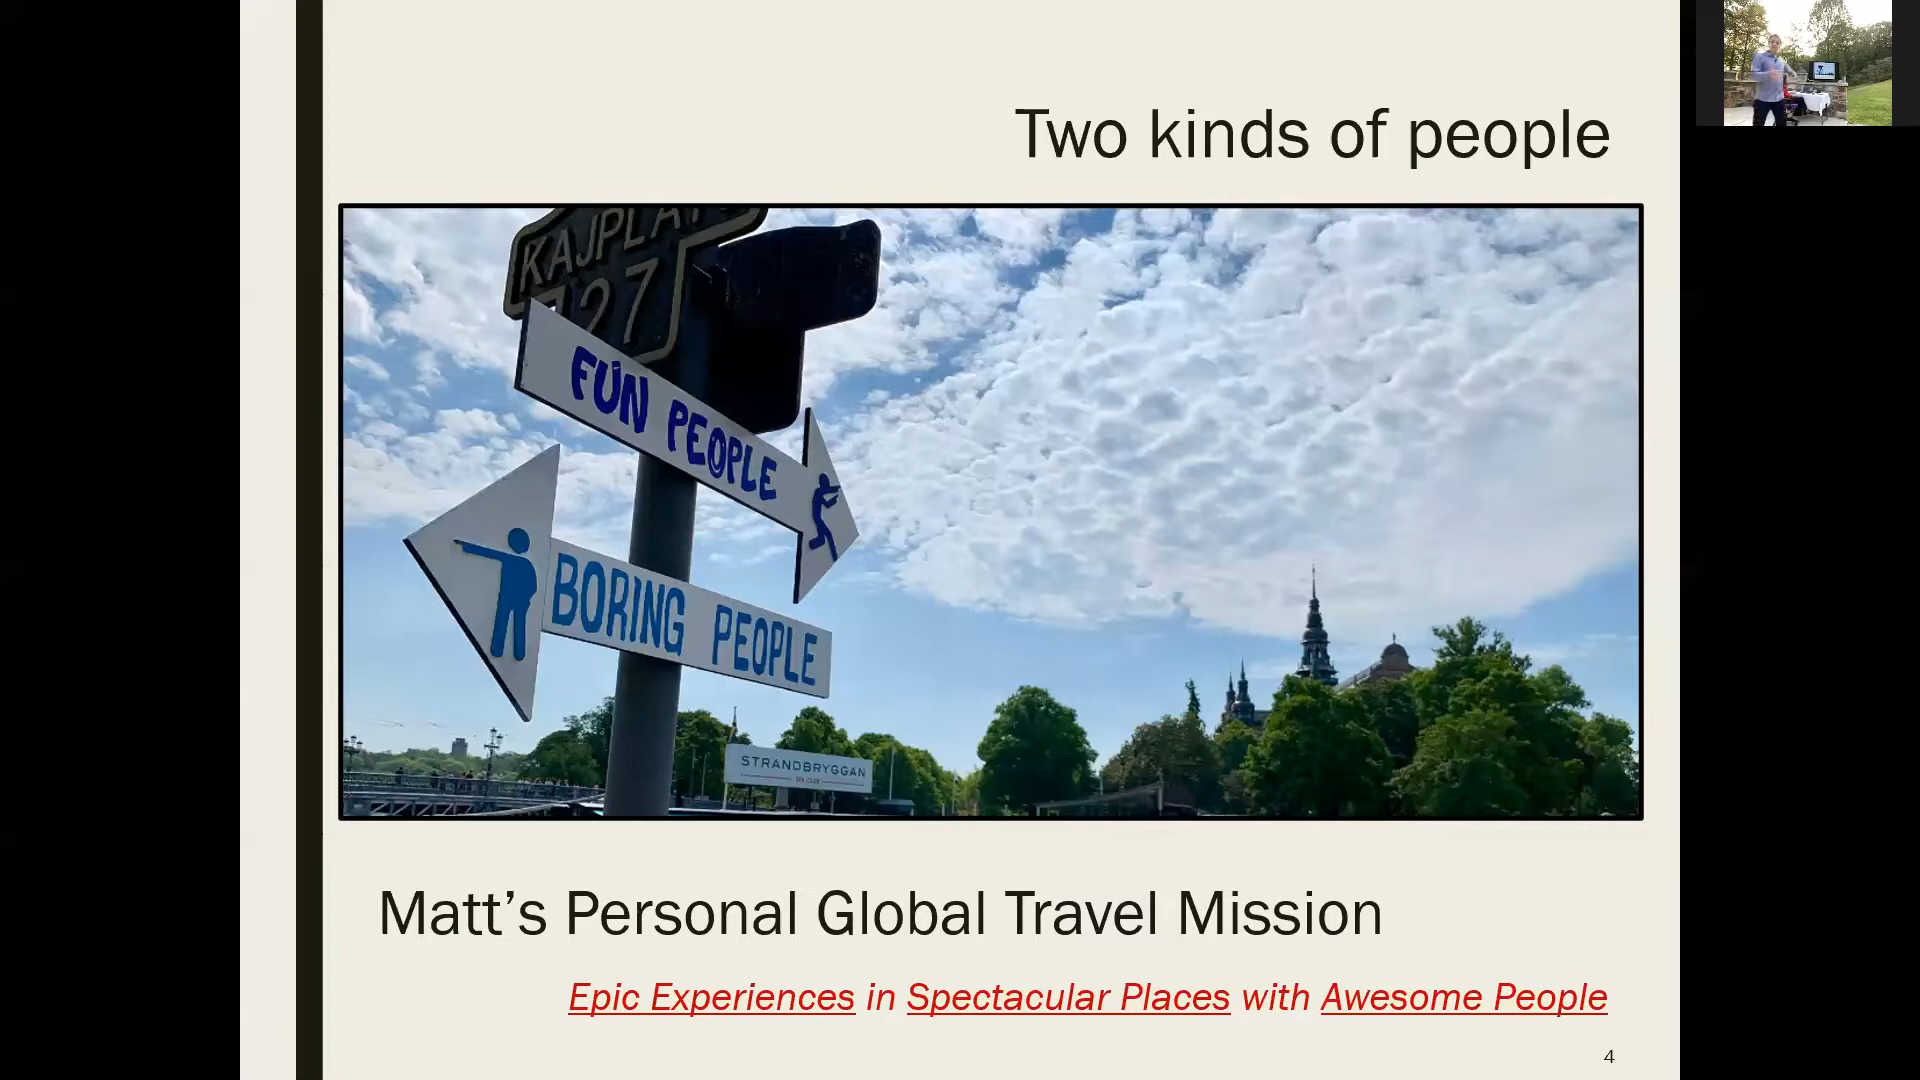 Two kinds of people
FUN PEOPLE
BORING PEOPLE
STRANDBRYGGAN
Matt’s Personal Global Travel Mission
Epic Experiences in Spectacular Places with Awesome People
4